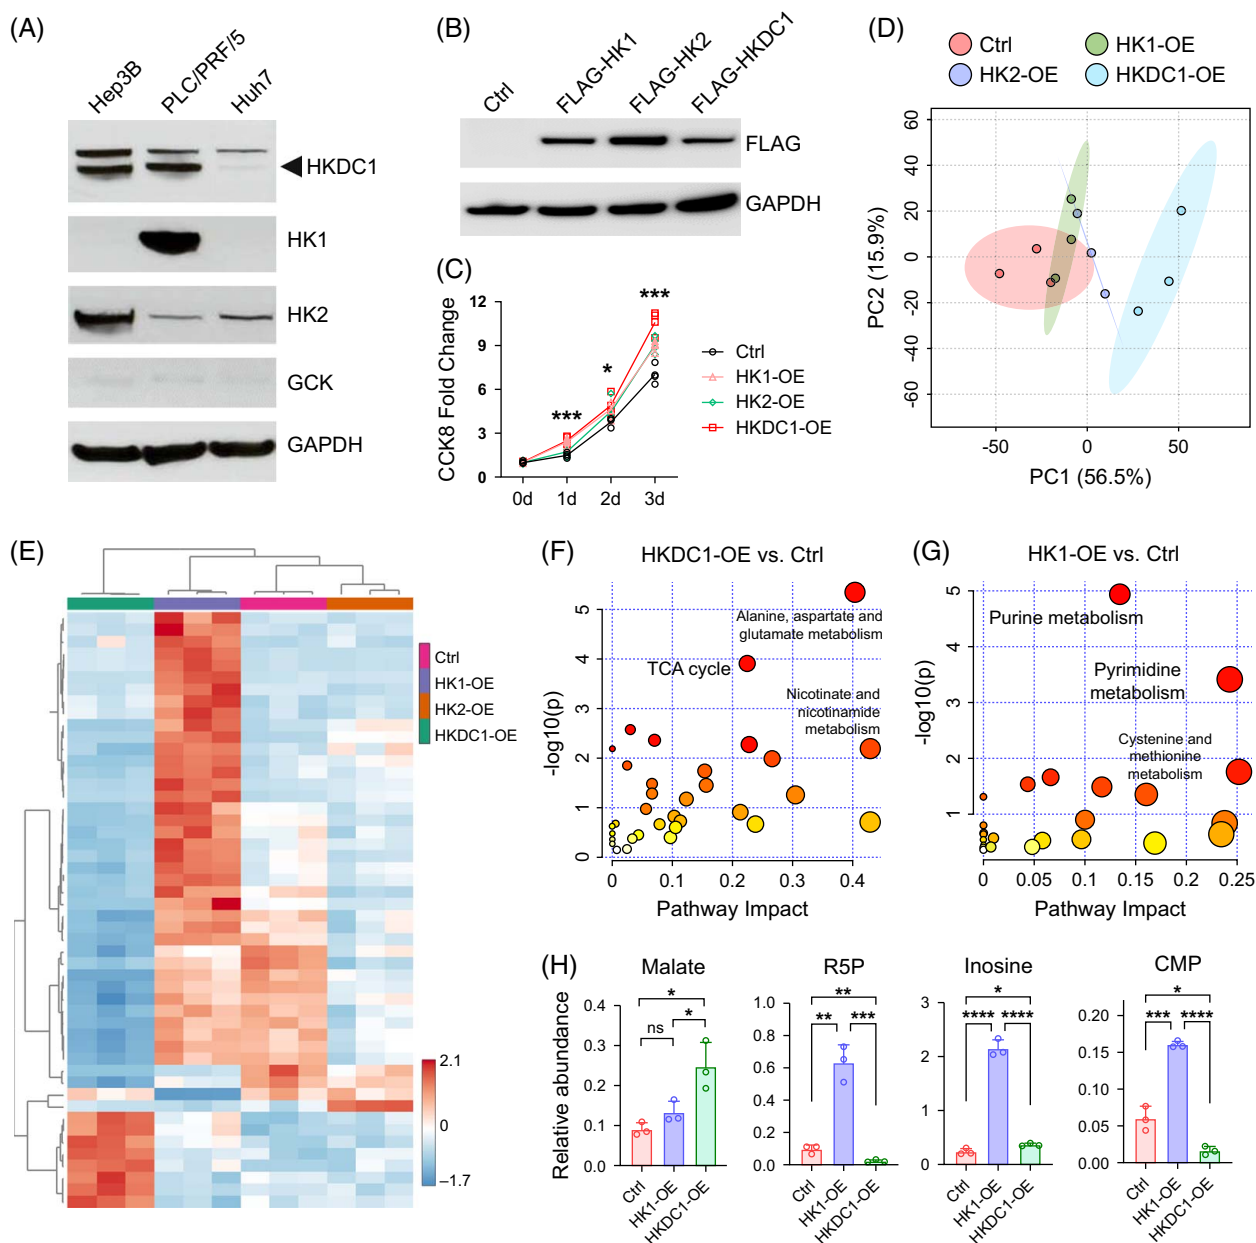 (A)
Hep3B
PLC/PRF/5
Huh7
HKDC1
HK1
HK2
GCK
GAPDH
(B)
Ctrl
FLAG-HK1
FLAG-HK2
FLAG-HKDC1
FLAG
GAPDH
(C)
CCK8 Fold Change
12
9
6
3
0
0d
1d
2d
3d
***
*
***
Ctrl
HK1-OE
HK2-OE
HKDC1-OE
(D)
Ctrl
HK1-OE
HK2-OE
HKDC1-OE
PC2 (15.9%)
60
40
20
0
-20
-40
-60
-50
0
50
PC1 (56.5%)
(E)
Ctrl
HK1-OE
HK2-OE
HKDC1-OE
2.1
0
−1.7
(F)
HKDC1-OE vs. Ctrl
-log10(p)
5
4
3
2
1
0
Alanine, aspartate and
glutamate metabolism
TCA cycle
Nicotinate and
nicotinamide
metabolism
0
0.1
0.2
0.3
0.4
Pathway Impact
(G)
HK1-OE vs. Ctrl
-log10(p)
5
4
3
2
1
Purine metabolism
Pyrimidine
metabolism
Cystenine and
methionine
metabolism
0
0.05
0.1
0.15
0.20
0.25
Pathway Impact
(H)
Relative abundance
Malate
0.4
0.3
0.2
0.1
0.0
*
ns
*
Ctrl
HK1-OE
HKDC1-OE
R5P
1.0
0.8
0.6
0.4
0.2
0.0
**
**
***
Ctrl
HK1-OE
HKDC1-OE
Inosine
3
2
1
0
*
****
****
Ctrl
HK1-OE
HKDC1-OE
CMP
0.20
0.15
0.10
0.05
0.00
*
***
****
Ctrl
HK1-OE
HKDC1-OE